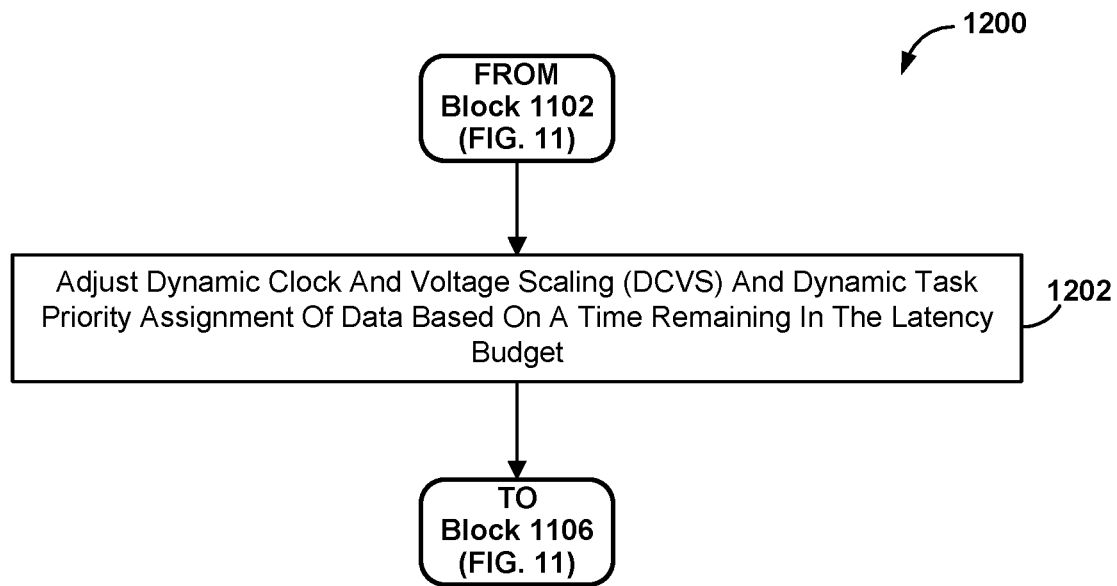 1200
FROM
Block 1102
(FIG. 11)
Adjust Dynamic Clock And Voltage Scaling (DCVS) And Dynamic Task
Priority Assignment Of Data Based On A Time Remaining In The Latency
Budget
1202
TO
Block 1106
(FIG. 11)